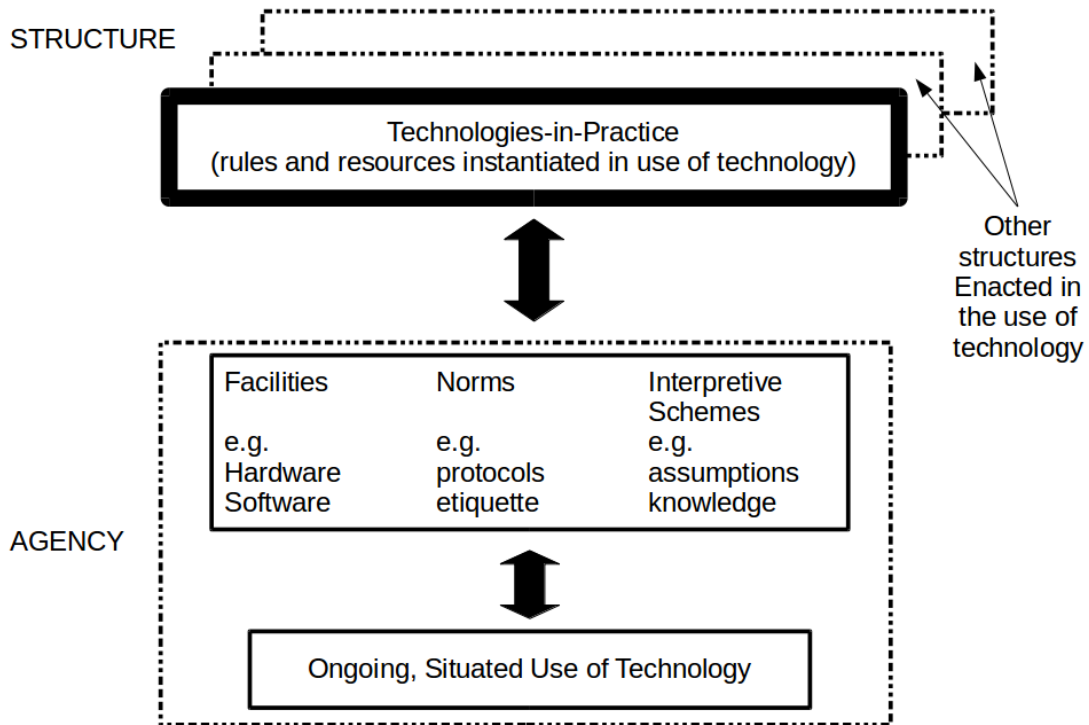 STRUCTURE
Technologies-in-Practice
(rules and resources instantiated in use of technology)
Other
structures
Enacted in
the use of
technology
Facilities
e.g.
Hardware
Software
Norms
e.g.
protocols
etiquette
Interpretive
Schemes
e.g.
assumptions
knowledge
AGENCY
Ongoing, Situated Use of Technology